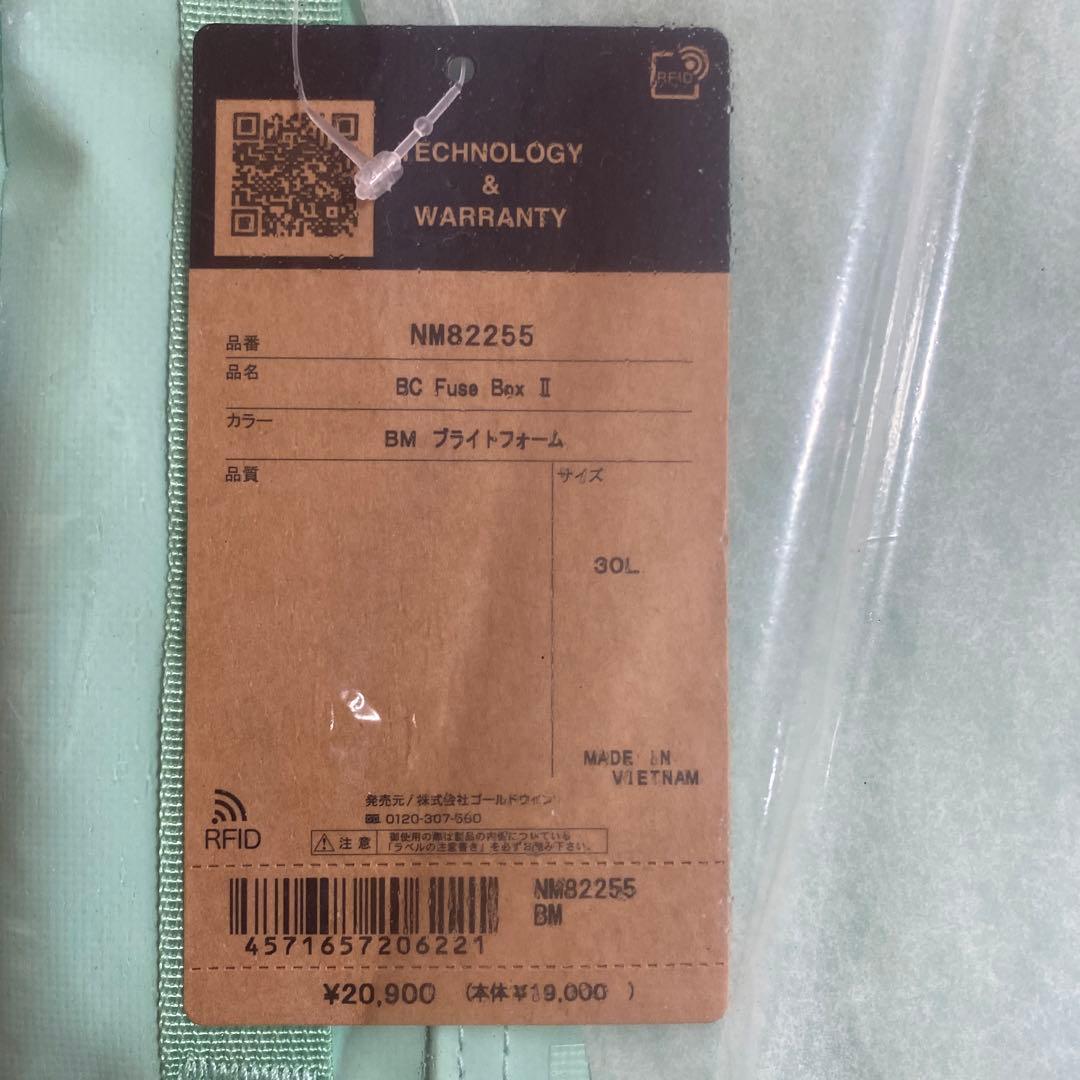 RFID
TECHNOLOGY
&
WARRANTY
品番 NM82255
品名
BC Fuse Box Ⅱ
カラー
BM ブライトフォーム
品質
サイズ
30L
MADE IN
VIETNAM
発売元/株式会社ゴールドウイン
0120-307-560
RFID
注意
御使用の際は製品の内側についている
「ラベルの注意書き」を必ずお読み下さい。
NM82255
BM
4571657206221
¥20,900 (本体¥19,000 )